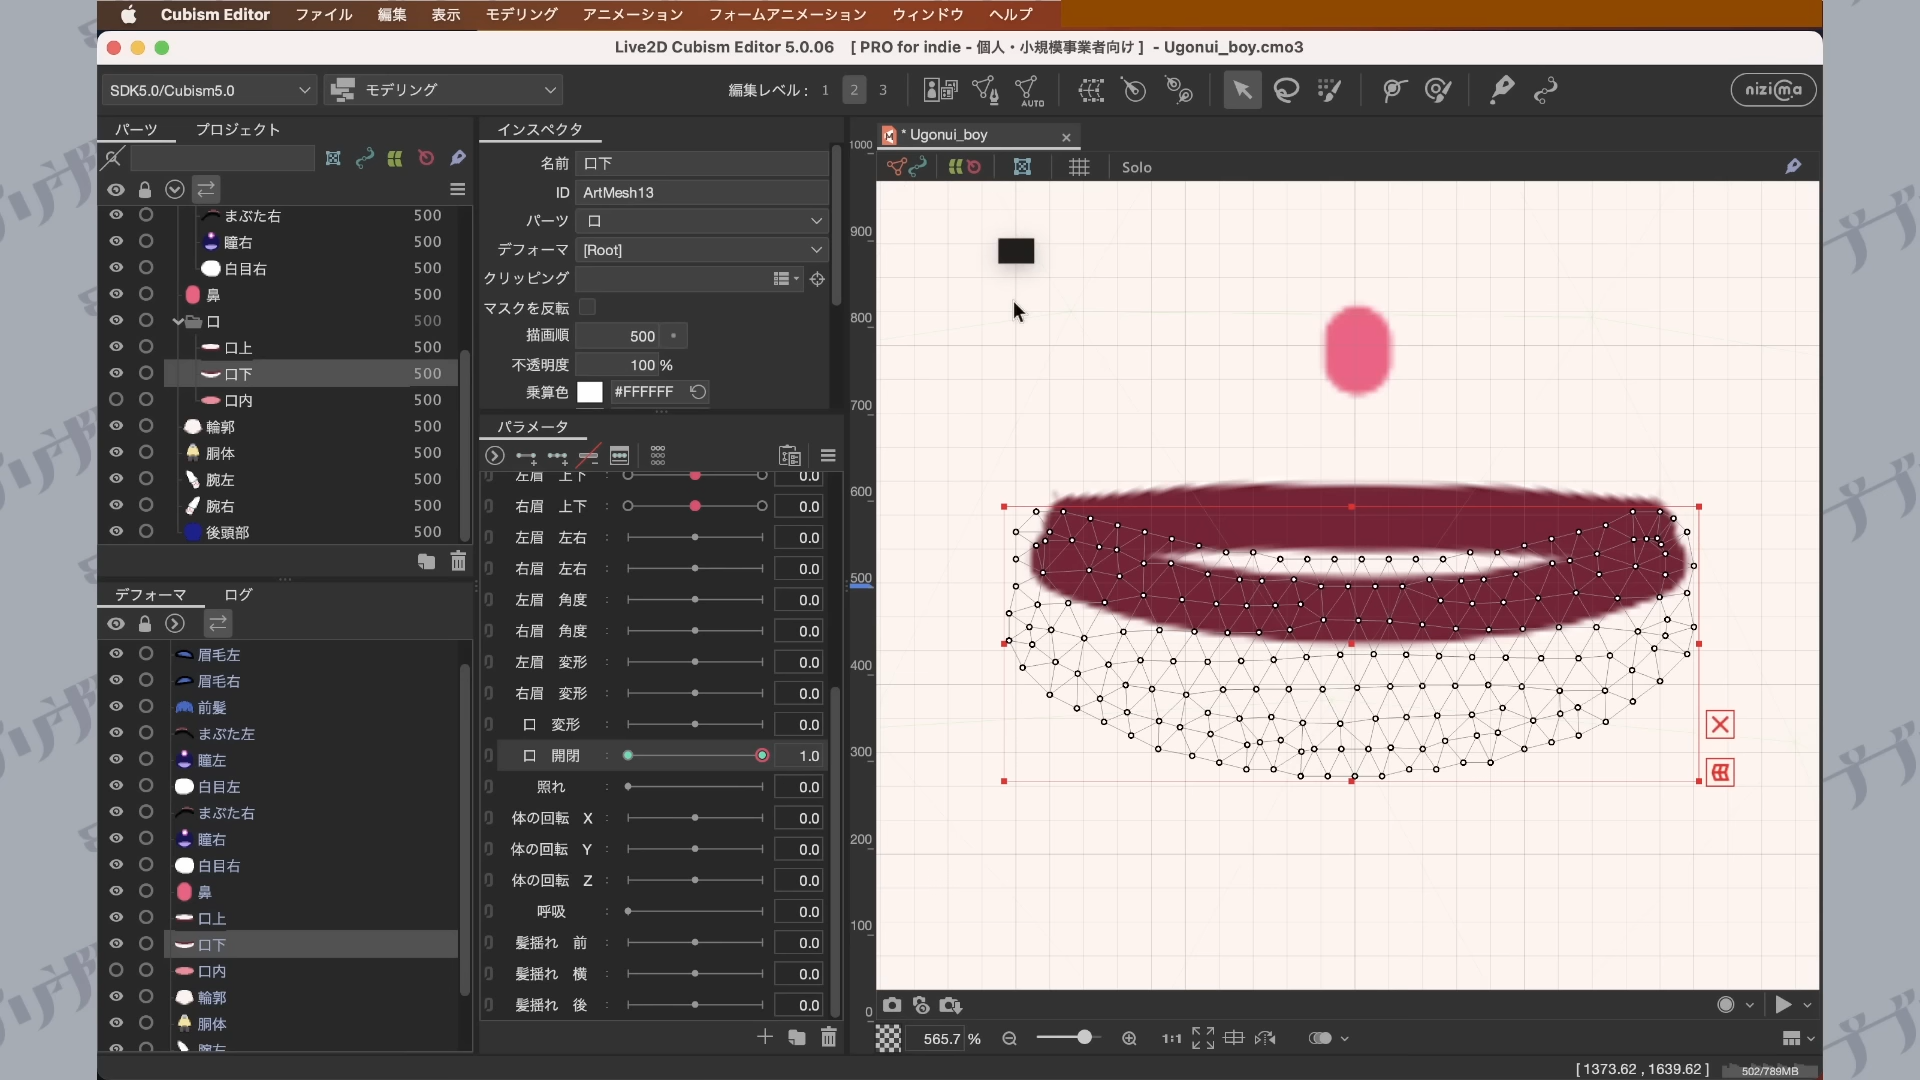 Cubism Editor ファイル 編集 表示 モデリング アニメーション フォームアニメーション ウィンドウ ヘルプ
Live2D Cubism Editor 5.0.06 [ PRO for indie - 個人・小規模事業者向け ] - Ugonui_boy.cmo3
SDK5.0/Cubism5.0 モデリング 編集レベル： 1 2 3 AUTO nizima
パーツ プロジェクト
まぶた右 500
瞳右 500
白目右 500
鼻 500
口 500
口上 500
口下 500
口内 500
輪郭 500
胴体 500
腕左 500
腕右 500
後頭部 500
デフォーマ ログ
眉毛左
眉毛右
前髪
まぶた左
瞳左
白目左
まぶた右
瞳右
白目右
鼻
口上
口下
口内
輪郭
胴体
腕左
インスペクタ
名前 口下
ID ArtMesh13
パーツ 口
デフォーマ [Root]
クリッピング
マスクを反転
描画順 500
不透明度 100 %
乗算色 #FFFFFF
パラメータ
左眉 上下 : 0.0
右眉 上下 : 0.0
左眉 左右 : 0.0
右眉 左右 : 0.0
左眉 角度 : 0.0
右眉 角度 : 0.0
左眉 変形 : 0.0
右眉 変形 : 0.0
口 変形 : 0.0
口 開閉 : 1.0
照れ : 0.0
体の回転 X : 0.0
体の回転 Y : 0.0
体の回転 Z : 0.0
呼吸 : 0.0
髪揺れ 前 : 0.0
髪揺れ 横 : 0.0
髪揺れ 後 : 0.0
* Ugonui_boy
Solo
1000
900
800
700
600
500
400
300
200
100
0
565.7 % 1:1
[ 1373.62 , 1639.62 ] 502/789MB